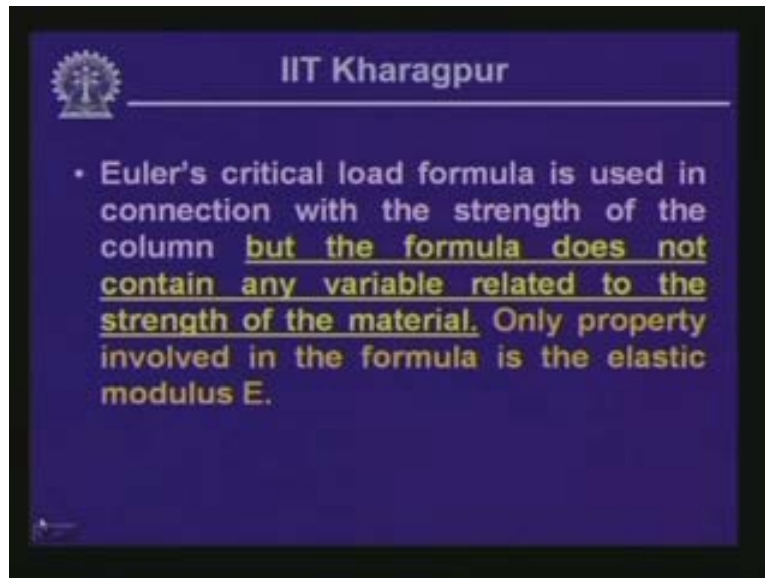 IIT Kharagpur
• Euler's critical load formula is used in
connection with the strength of the
column but the formula does not
contain any variable related to the
strength of the material. Only property
involved in the formula is the elastic
modulus E.